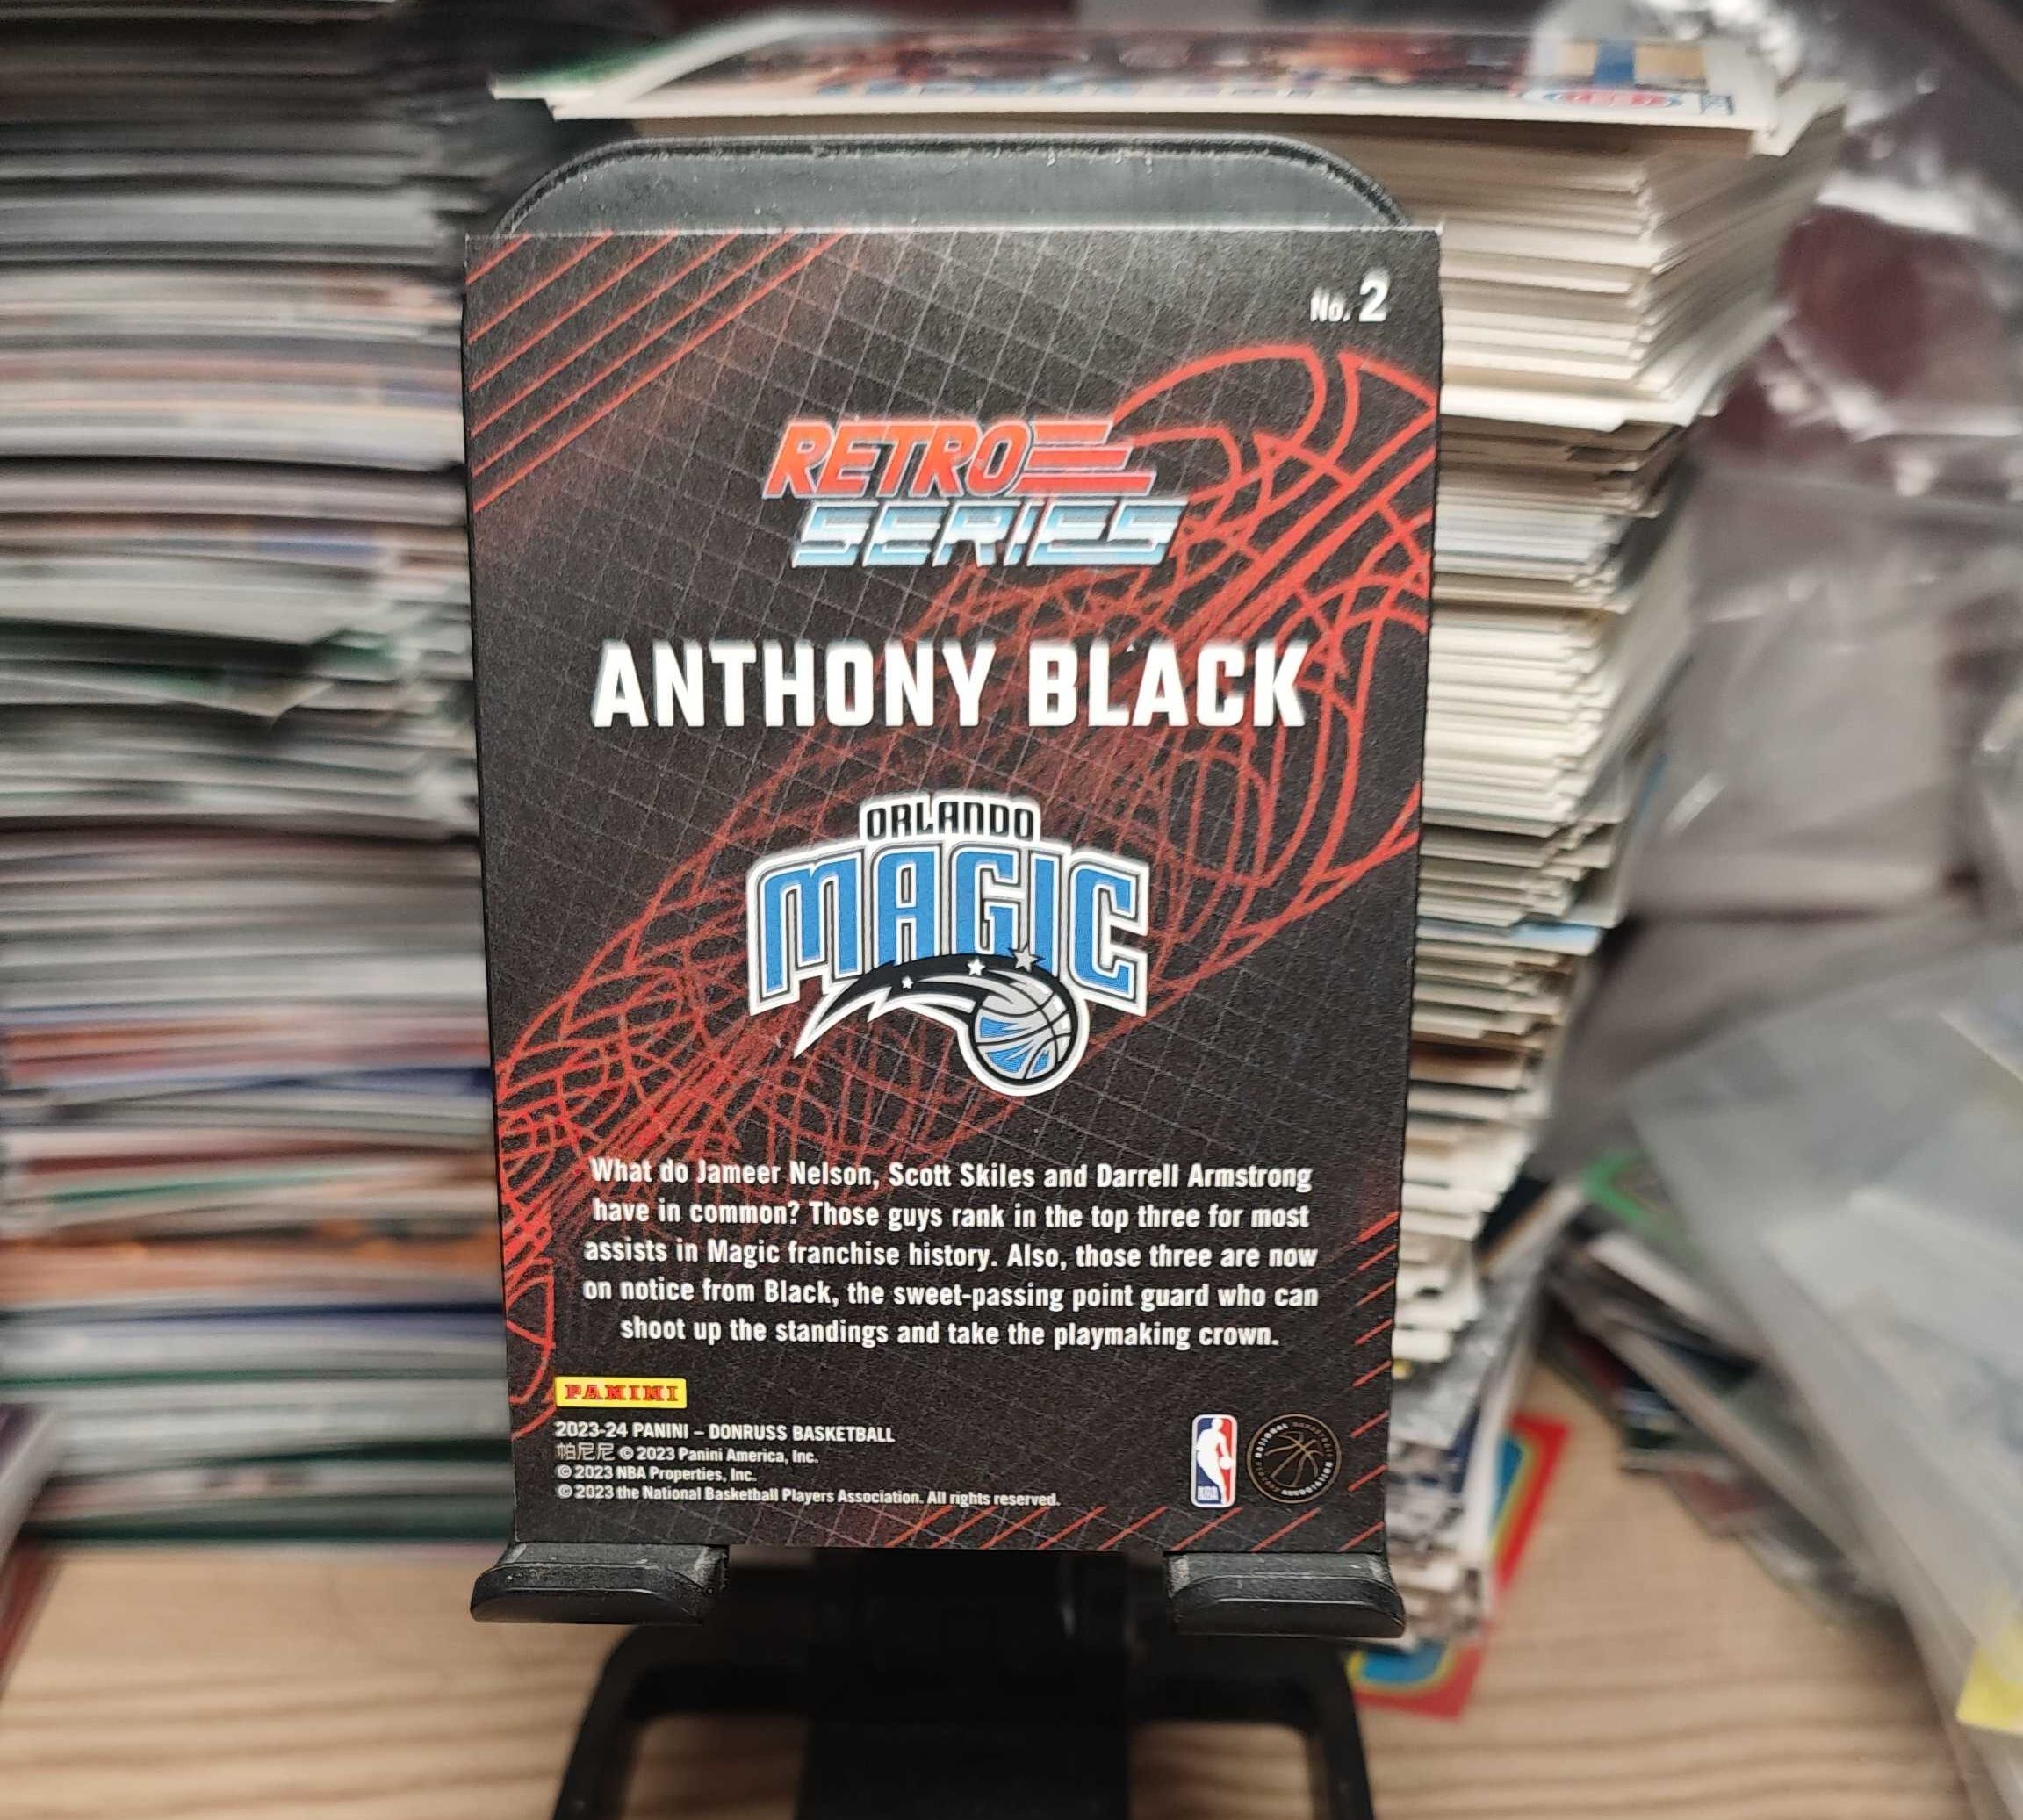 No. 2
RETRO
SERIES
ANTHONY BLACK
ORLANDO
MAGIC
What do Jameer Nelson, Scott Skiles and Darrell Armstrong
have in common? Those guys rank in the top three for most
assists in Magic franchise history. Also, those three are now
on notice from Black, the sweet-passing point guard who can
shoot up the standings and take the playmaking crown.
PANINI
2023-24 PANINI – DONRUSS BASKETBALL
帕尼尼 © 2023 Panini America, Inc.
© 2023 NBA Properties, Inc.
© 2023 the National Basketball Players Association. All rights reserved.
NBA